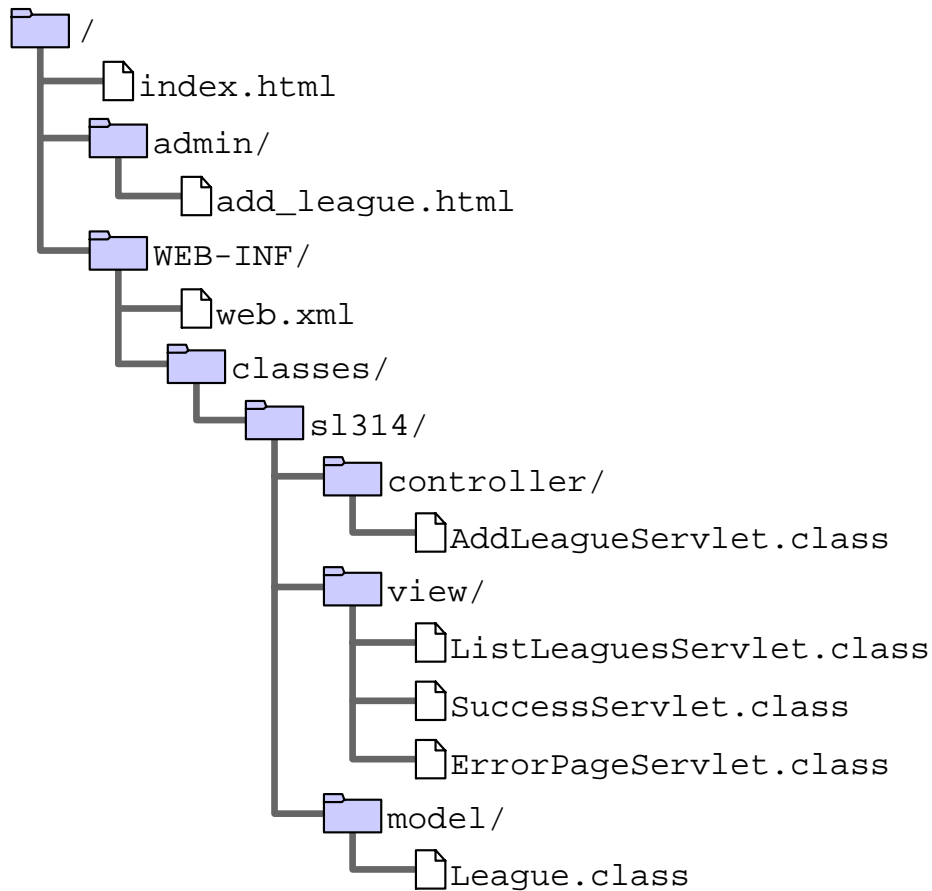 /
index.html
admin/
add_league.html
WEB-INF/
web.xml
classes/
sl314/
controller/
AddLeagueServlet.class
view/
ListLeaguesServlet.class
SuccessServlet.class
ErrorPageServlet.class
model/
League.class